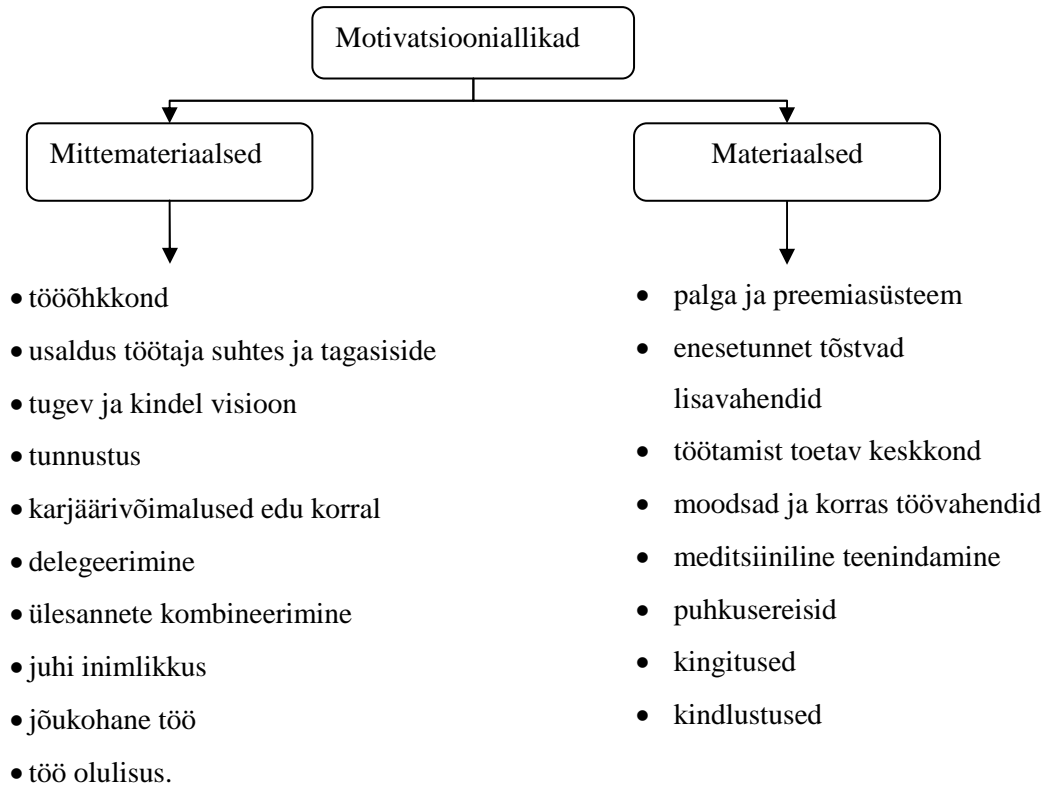 Motivatsiooniallikad
Mittemateriaalsed
• tööõhkkond
• usaldus töötaja suhtes ja tagasiside
• tugev ja kindel visioon
• tunnustus
• karjäärivõimalused edu korral
• delegeerimine
• ülesannete kombineerimine
• juhi inimlikkus
• jõukohane töö
• töö olulisus.
Materiaalsed
• palga ja preemiasüsteem
• enesetunnet tõstvad
lisavahendid
• töötamist toetav keskkond
• moodsad ja korras töövahendid
• meditsiiniline teenindamine
• puhkusereisid
• kingitused
• kindlustused